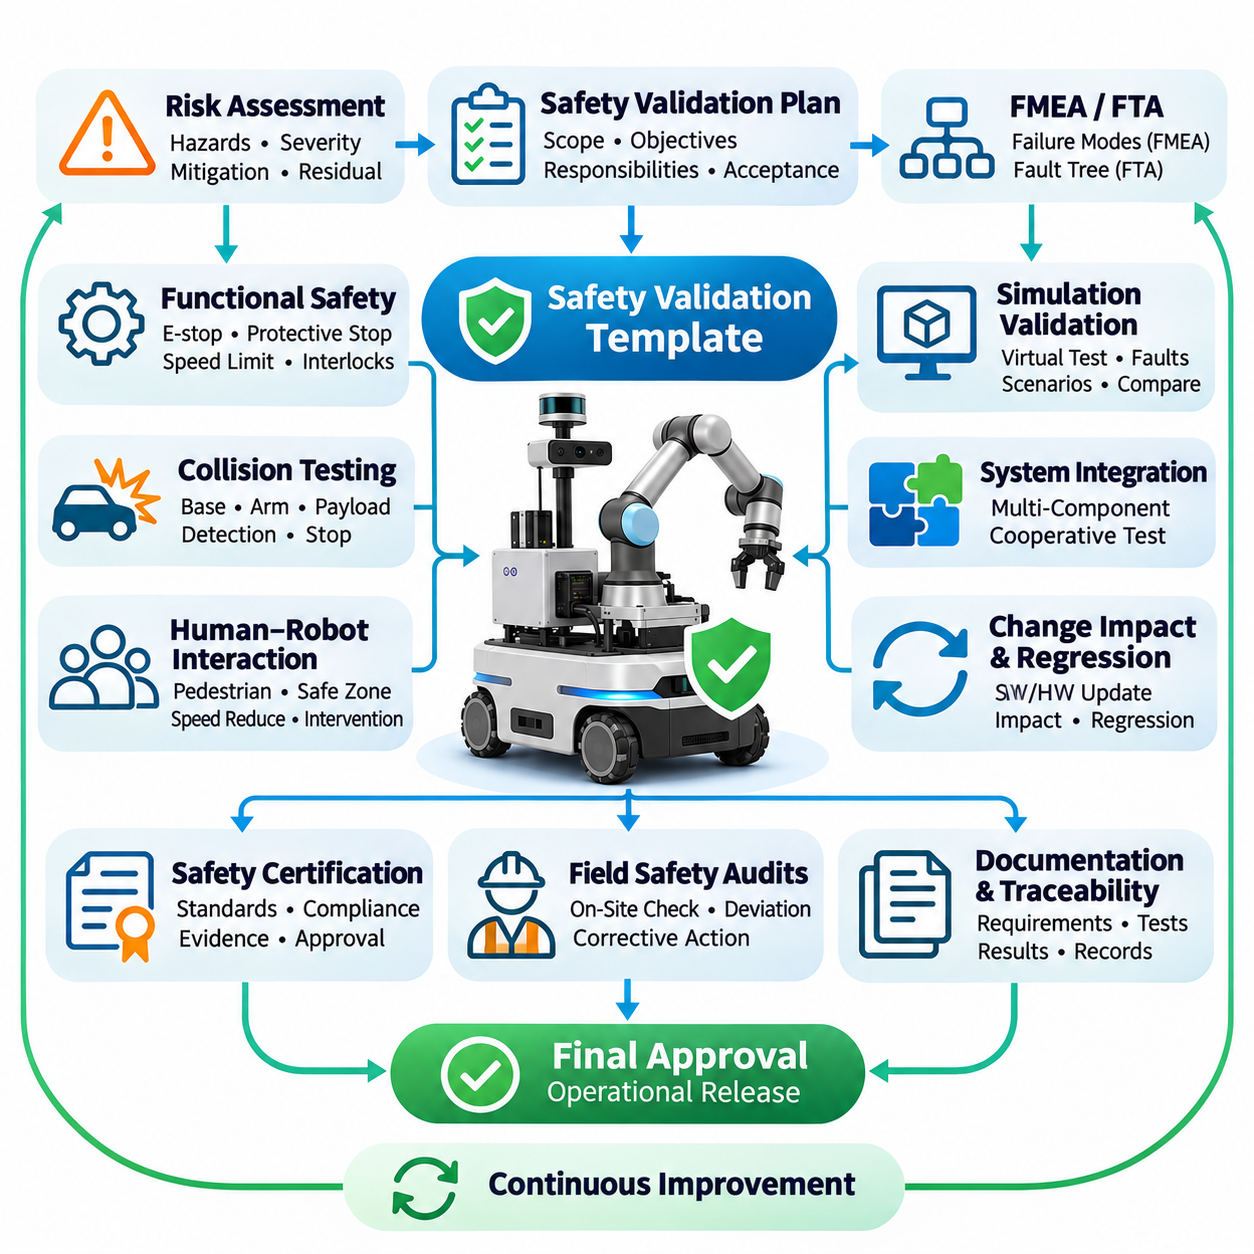 Risk Assessment
Hazards • Severity
Mitigation • Residual
Safety Validation Plan
Scope • Objectives
Responsibilities • Acceptance
FMEA / FTA
Failure Modes (FMEA)
Fault Tree (FTA)
Functional Safety
E-stop • Protective Stop
Speed Limit • Interlocks
Safety Validation
Template
Simulation
Validation
Virtual Test • Faults
Scenarios • Compare
Collision Testing
Base • Arm • Payload
Detection • Stop
System Integration
Multi-Component
Cooperative Test
Human–Robot
Interaction
Pedestrian • Safe Zone
Speed Reduce • Intervention
Change Impact
& Regression
SW/HW Update
Impact • Regression
Safety Certification
Standards • Compliance
Evidence • Approval
Field Safety Audits
On-Site Check • Deviation
Corrective Action
Documentation
& Traceability
Requirements • Tests
Results • Records
Final Approval
Operational Release
Continuous Improvement